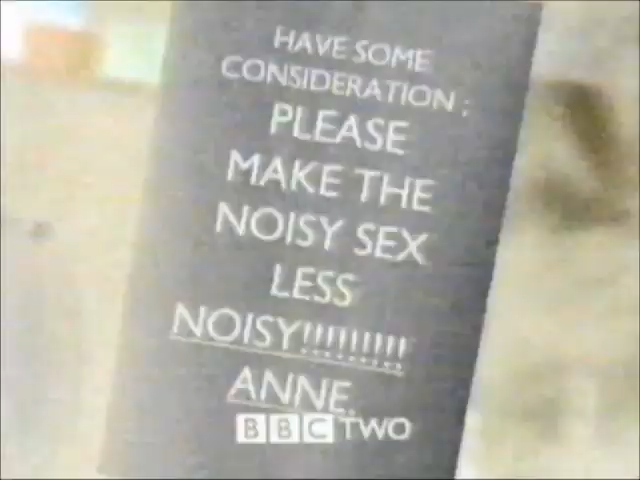 HAVE SOME
CONSIDERATION:
PLEASE
MAKE THE
NOISY SEX
LESS
NOISY!!!!!!!!!
ANNE.
BBC TWO